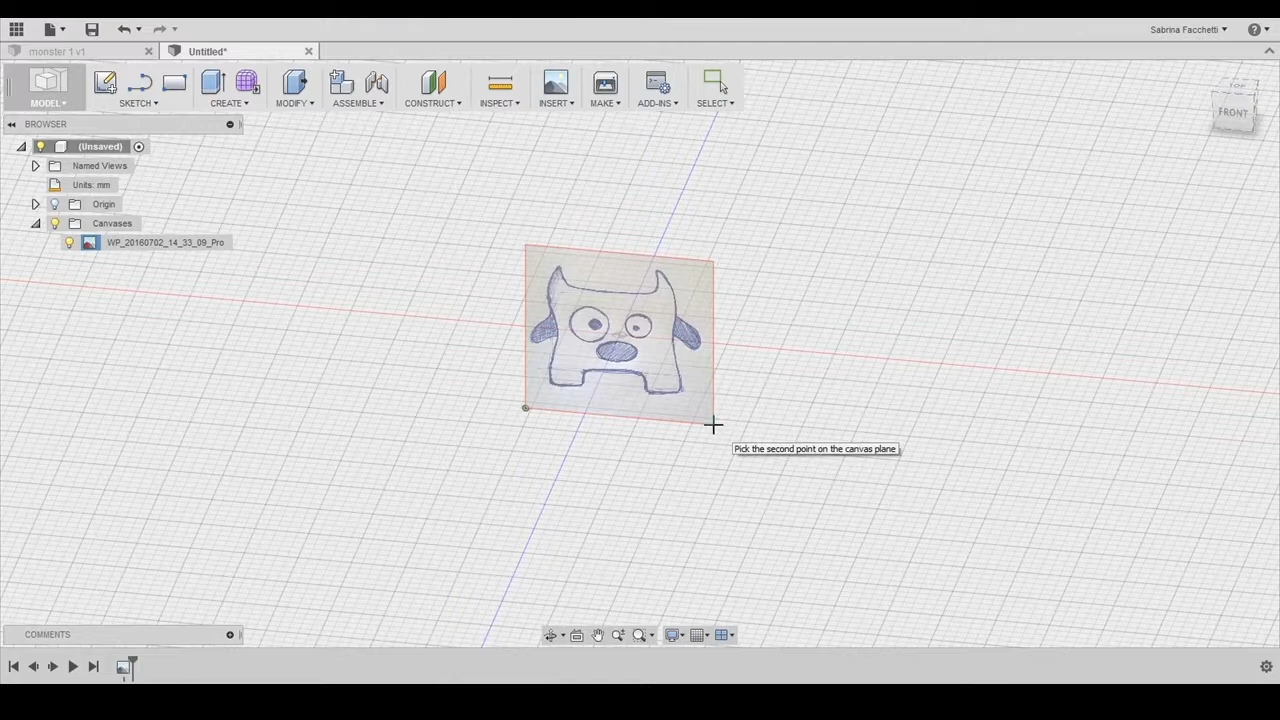 Sabrina Facchetti
monster 1 v1
Untitled*
MODEL
SKETCH
CREATE
MODIFY
ASSEMBLE
CONSTRUCT
INSPECT
INSERT
MAKE
ADD-INS
SELECT
TOP
FRONT
BROWSER
(Unsaved)
Named Views
Units: mm
Origin
Canvases
WP_20160702_14_33_09_Pro
Pick the second point on the canvas plane
COMMENTS